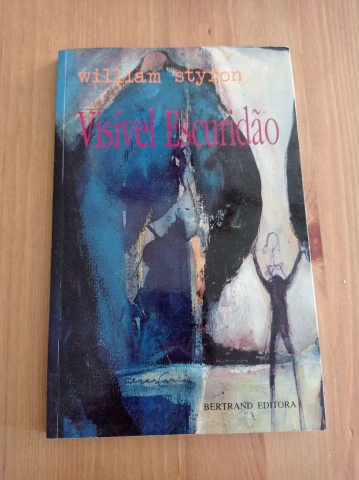 william styron
Visível Escuridão
BERTRAND EDITORA